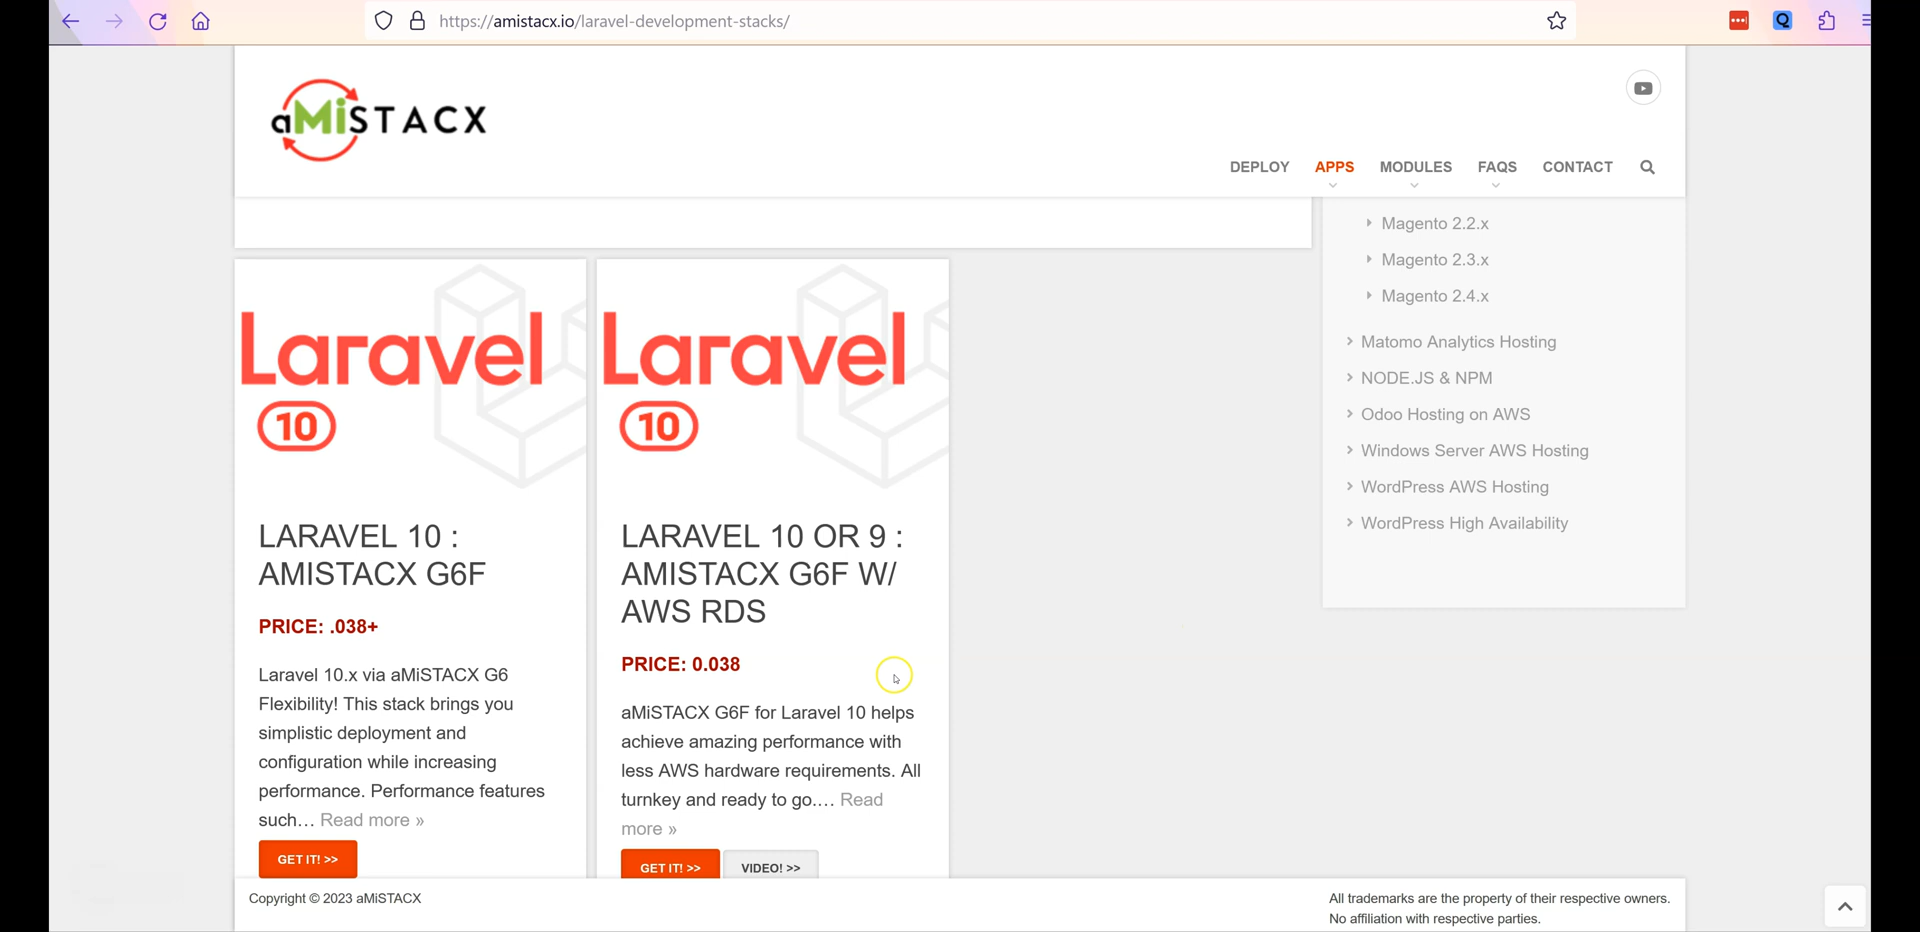 https://amistacx.io/laravel-development-stacks/
Q
aMiSTACX
DEPLOY APPS MODULES FAQS CONTACT
Magento 2.2.x
Magento 2.3.x
Magento 2.4.x
Matomo Analytics Hosting
NODE.JS & NPM
Odoo Hosting on AWS
Windows Server AWS Hosting
WordPress AWS Hosting
WordPress High Availability
Laravel
10
LARAVEL 10 :
AMISTACX G6F
PRICE: .038+
Laravel 10.x via aMiSTACX G6
Flexibility! This stack brings you
simplistic deployment and
configuration while increasing
performance. Performance features
such… Read more »
GET IT! >>
Laravel
10
LARAVEL 10 OR 9 :
AMISTACX G6F W/
AWS RDS
PRICE: 0.038
aMiSTACX G6F for Laravel 10 helps
achieve amazing performance with
less AWS hardware requirements. All
turnkey and ready to go.… Read
more »
GET IT! >> VIDEO! >>
Copyright © 2023 aMiSTACX
All trademarks are the property of their respective owners.
No affiliation with respective parties.